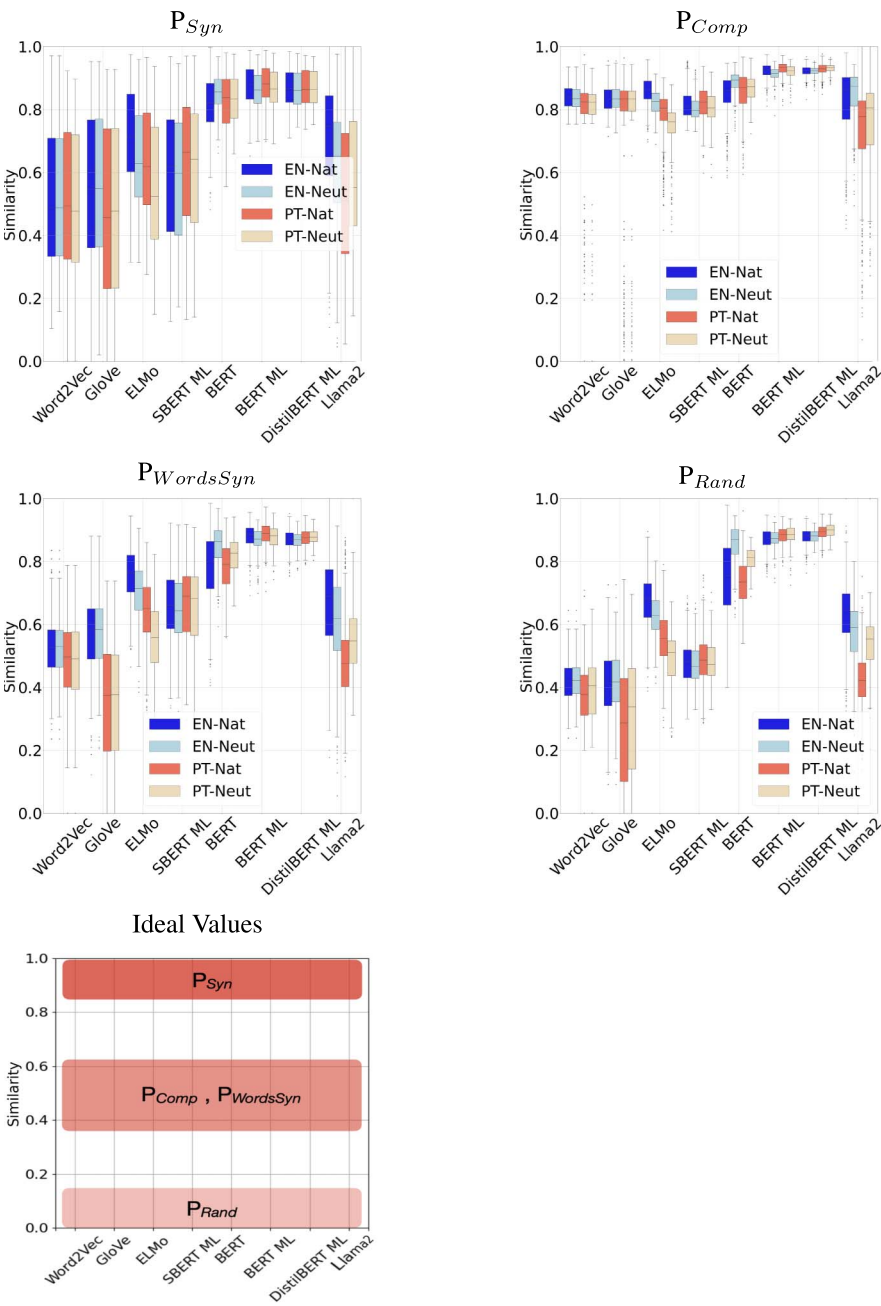 P_Syn
1.0
0.8
0.6
0.4
0.2
0.0
Similarity
EN-Nat
EN-Neut
PT-Nat
PT-Neut
Word2Vec
GloVe
ELMo
SBERT ML
BERT
BERT ML
DistilBERT ML
Llama2
P_Comp
1.0
0.8
0.6
0.4
0.2
0.0
Similarity
EN-Nat
EN-Neut
PT-Nat
PT-Neut
Word2Vec
GloVe
ELMo
SBERT ML
BERT
BERT ML
DistilBERT ML
Llama2
P_WordsSyn
1.0
0.8
0.6
0.4
0.2
0.0
Similarity
EN-Nat
EN-Neut
PT-Nat
PT-Neut
Word2Vec
GloVe
ELMo
SBERT ML
BERT
BERT ML
DistilBERT ML
Llama2
P_Rand
1.0
0.8
0.6
0.4
0.2
0.0
Similarity
EN-Nat
EN-Neut
PT-Nat
PT-Neut
Word2Vec
GloVe
ELMo
SBERT ML
BERT
BERT ML
DistilBERT ML
Llama2
Ideal Values
1.0
0.8
0.6
0.4
0.2
0.0
Similarity
P_Syn
P_Comp , P_WordsSyn
P_Rand
Word2Vec
GloVe
ELMo
SBERT ML
BERT
BERT ML
DistilBERT ML
Llama2